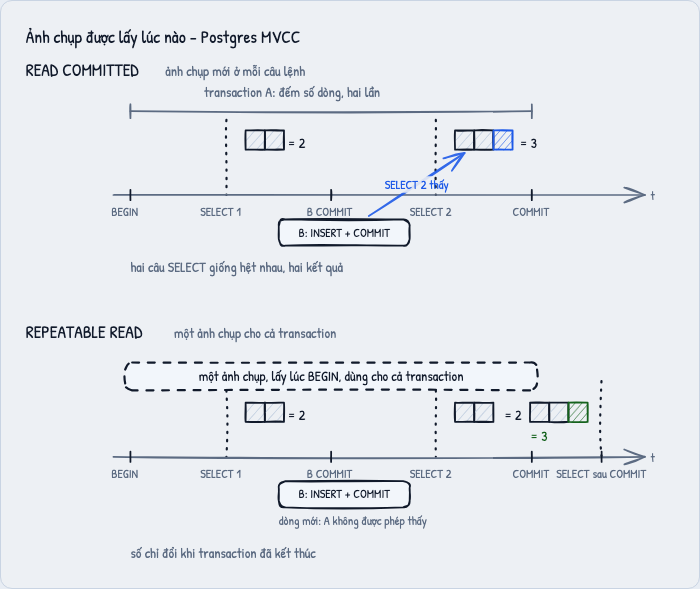 Ảnh chụp được lấy lúc nào – Postgres MVCC
READ COMMITTED ảnh chụp mới ở mỗi câu lệnh
transaction A: đếm số dòng, hai lần
= 2
= 3
SELECT 2 thấy
t
BEGIN SELECT 1 B COMMIT SELECT 2 COMMIT
B: INSERT + COMMIT
hai câu SELECT giống hệt nhau, hai kết quả
REPEATABLE READ một ảnh chụp cho cả transaction
một ảnh chụp, lấy lúc BEGIN, dùng cho cả transaction
= 2
= 2
= 3
t
BEGIN SELECT 1 B COMMIT SELECT 2 COMMIT SELECT sau COMMIT
B: INSERT + COMMIT
dòng mới: A không được phép thấy
số chỉ đổi khi transaction đã kết thúc